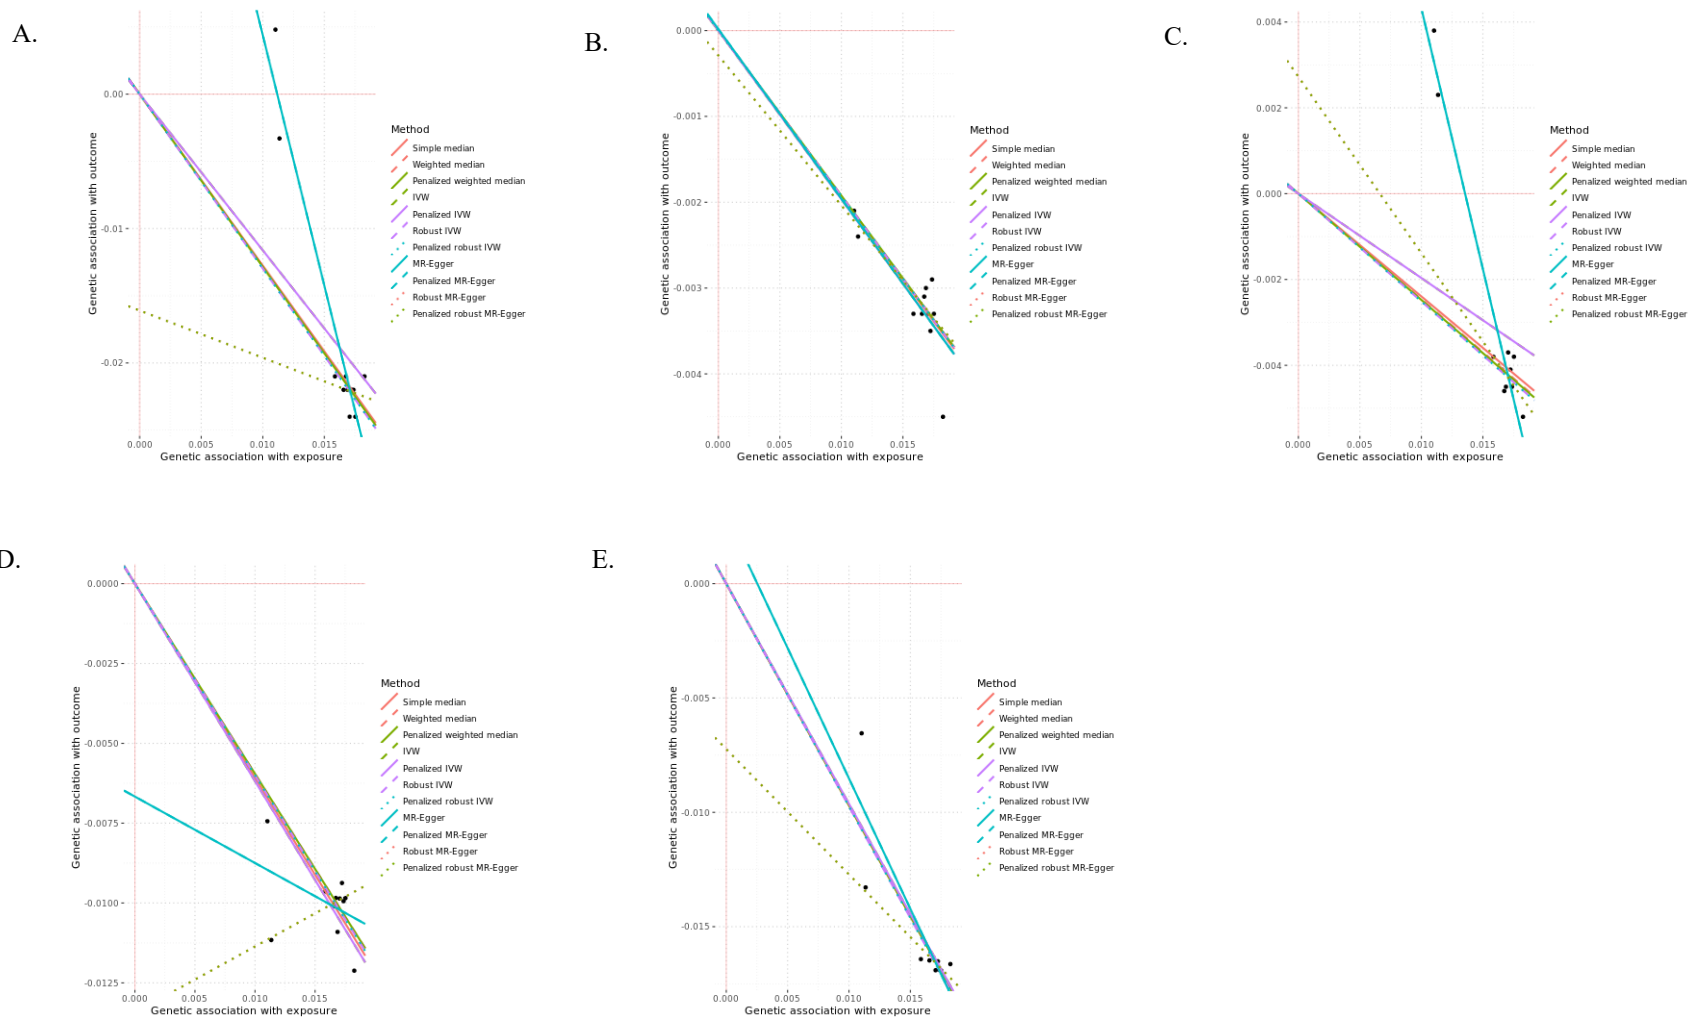 A.
Genetic association with outcome
0.00
-0.01
-0.02
0.000 0.005 0.010 0.015
Genetic association with exposure
Method
Simple median
Weighted median
Penalized weighted median
IVW
Penalized IVW
Robust IVW
Penalized robust IVW
MR-Egger
Penalized MR-Egger
Robust MR-Egger
Penalized robust MR-Egger
B.
Genetic association with outcome
0.000
-0.001
-0.002
-0.003
-0.004
0.000 0.005 0.010 0.015
Genetic association with exposure
Method
Simple median
Weighted median
Penalized weighted median
IVW
Penalized IVW
Robust IVW
Penalized robust IVW
MR-Egger
Penalized MR-Egger
Robust MR-Egger
Penalized robust MR-Egger
C.
Genetic association with outcome
0.004
0.002
0.000
-0.002
-0.004
0.000 0.005 0.010 0.015
Genetic association with exposure
Method
Simple median
Weighted median
Penalized weighted median
IVW
Penalized IVW
Robust IVW
Penalized robust IVW
MR-Egger
Penalized MR-Egger
Robust MR-Egger
Penalized robust MR-Egger
D.
Genetic association with outcome
0.0000
-0.0025
-0.0050
-0.0075
-0.0100
-0.0125
0.000 0.005 0.010 0.015
Genetic association with exposure
Method
Simple median
Weighted median
Penalized weighted median
IVW
Penalized IVW
Robust IVW
Penalized robust IVW
MR-Egger
Penalized MR-Egger
Robust MR-Egger
Penalized robust MR-Egger
E.
Genetic association with outcome
0.000
-0.005
-0.010
-0.015
0.000 0.005 0.010 0.015
Genetic association with exposure
Method
Simple median
Weighted median
Penalized weighted median
IVW
Penalized IVW
Robust IVW
Penalized robust IVW
MR-Egger
Penalized MR-Egger
Robust MR-Egger
Penalized robust MR-Egger